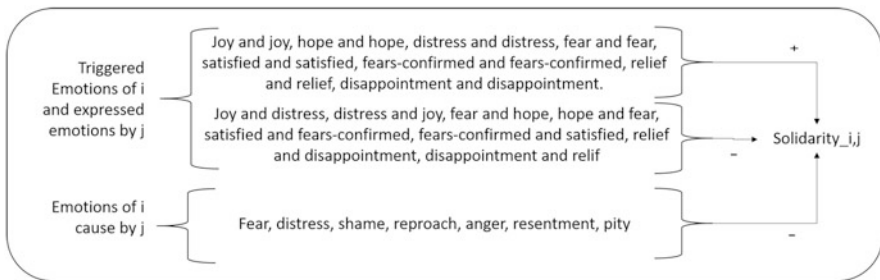 Triggered
Emotions of i
and expressed
emotions by j
Joy and joy, hope and hope, distress and distress, fear and fear,
satisfied and satisfied, fears-confirmed and fears-confirmed, relief
and relief, disappointment and disappointment.
+
Joy and distress, distress and joy, fear and hope, hope and fear,
satisfied and fears-confirmed, fears-confirmed and satisfied, relief
and disappointment, disappointment and relif
–
Solidarity_i,j
Emotions of i
cause by j
Fear, distress, shame, reproach, anger, resentment, pity
–